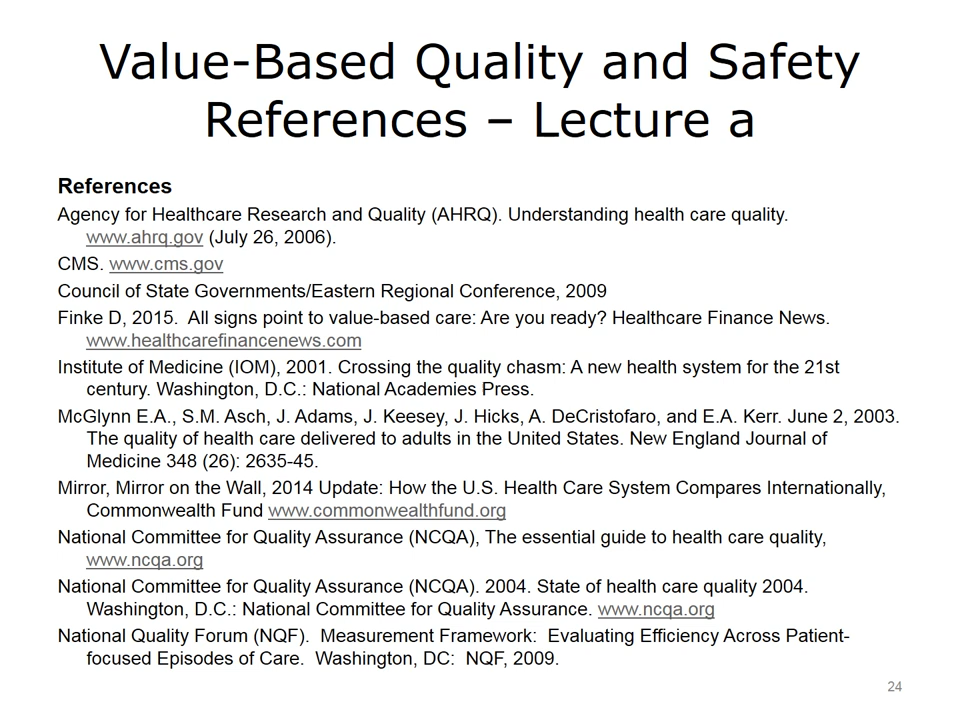 Value-Based Quality and Safety
References – Lecture a
References
Agency for Healthcare Research and Quality (AHRQ). Understanding health care quality.
www.ahrq.gov (July 26, 2006).
CMS. www.cms.gov
Council of State Governments/Eastern Regional Conference, 2009
Finke D, 2015.  All signs point to value-based care: Are you ready? Healthcare Finance News.
www.healthcarefinancenews.com
Institute of Medicine (IOM), 2001. Crossing the quality chasm: A new health system for the 21st
century. Washington, D.C.: National Academies Press.
McGlynn E.A., S.M. Asch, J. Adams, J. Keesey, J. Hicks, A. DeCristofaro, and E.A. Kerr. June 2, 2003.
The quality of health care delivered to adults in the United States. New England Journal of
Medicine 348 (26): 2635-45.
Mirror, Mirror on the Wall, 2014 Update: How the U.S. Health Care System Compares Internationally,
Commonwealth Fund www.commonwealthfund.org
National Committee for Quality Assurance (NCQA), The essential guide to health care quality,
www.ncqa.org
National Committee for Quality Assurance (NCQA). 2004. State of health care quality 2004.
Washington, D.C.: National Committee for Quality Assurance. www.ncqa.org
National Quality Forum (NQF).  Measurement Framework:  Evaluating Efficiency Across Patient-
focused Episodes of Care.  Washington, DC:  NQF, 2009.
24